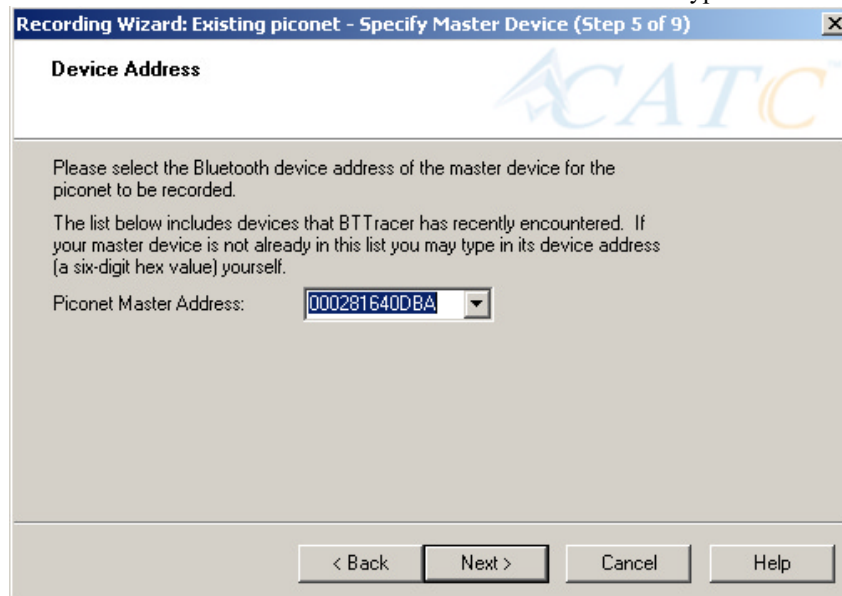 Recording Wizard: Existing piconet - Specify Master Device (Step 5 of 9)
Device Address
CATC
Please select the Bluetooth device address of the master device for the
piconet to be recorded.
The list below includes devices that BTTracer has recently encountered. If
your master device is not already in this list you may type in its device address
(a six-digit hex value) yourself.
Piconet Master Address: 000281640DBA
< Back Next > Cancel Help